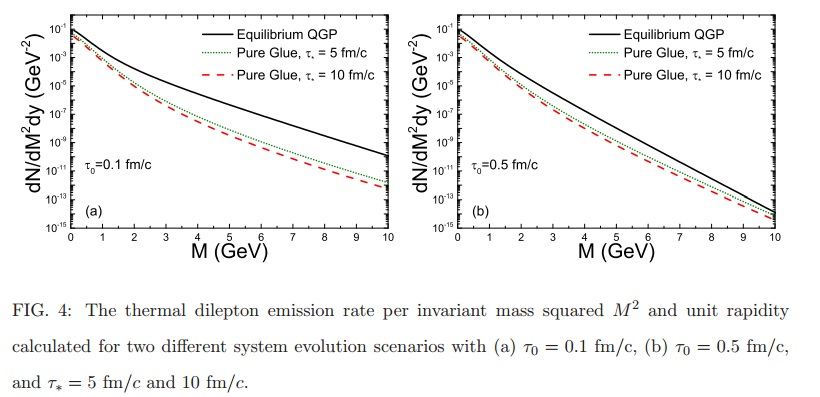 dN/dM²dy (GeV⁻²)
10⁻¹
10⁻³
10⁻⁵
10⁻⁷
10⁻⁹
10⁻¹¹
10⁻¹³
10⁻¹⁵
Equilibrium QGP
Pure Glue, τ* = 5 fm/c
Pure Glue, τ* = 10 fm/c
τ₀=0.1 fm/c
(a)
0 1 2 3 4 5 6 7 8 9 10
M (GeV)
dN/dM²dy (GeV⁻²)
10⁻¹
10⁻³
10⁻⁵
10⁻⁷
10⁻⁹
10⁻¹¹
10⁻¹³
10⁻¹⁵
Equilibrium QGP
Pure Glue, τ* = 5 fm/c
Pure Glue, τ* = 10 fm/c
τ₀=0.5 fm/c
(b)
0 1 2 3 4 5 6 7 8 9 10
M (GeV)
FIG. 4: The thermal dilepton emission rate per invariant mass squared M² and unit rapidity
calculated for two different system evolution scenarios with (a) τ₀ = 0.1 fm/c, (b) τ₀ = 0.5 fm/c,
and τ* = 5 fm/c and 10 fm/c.